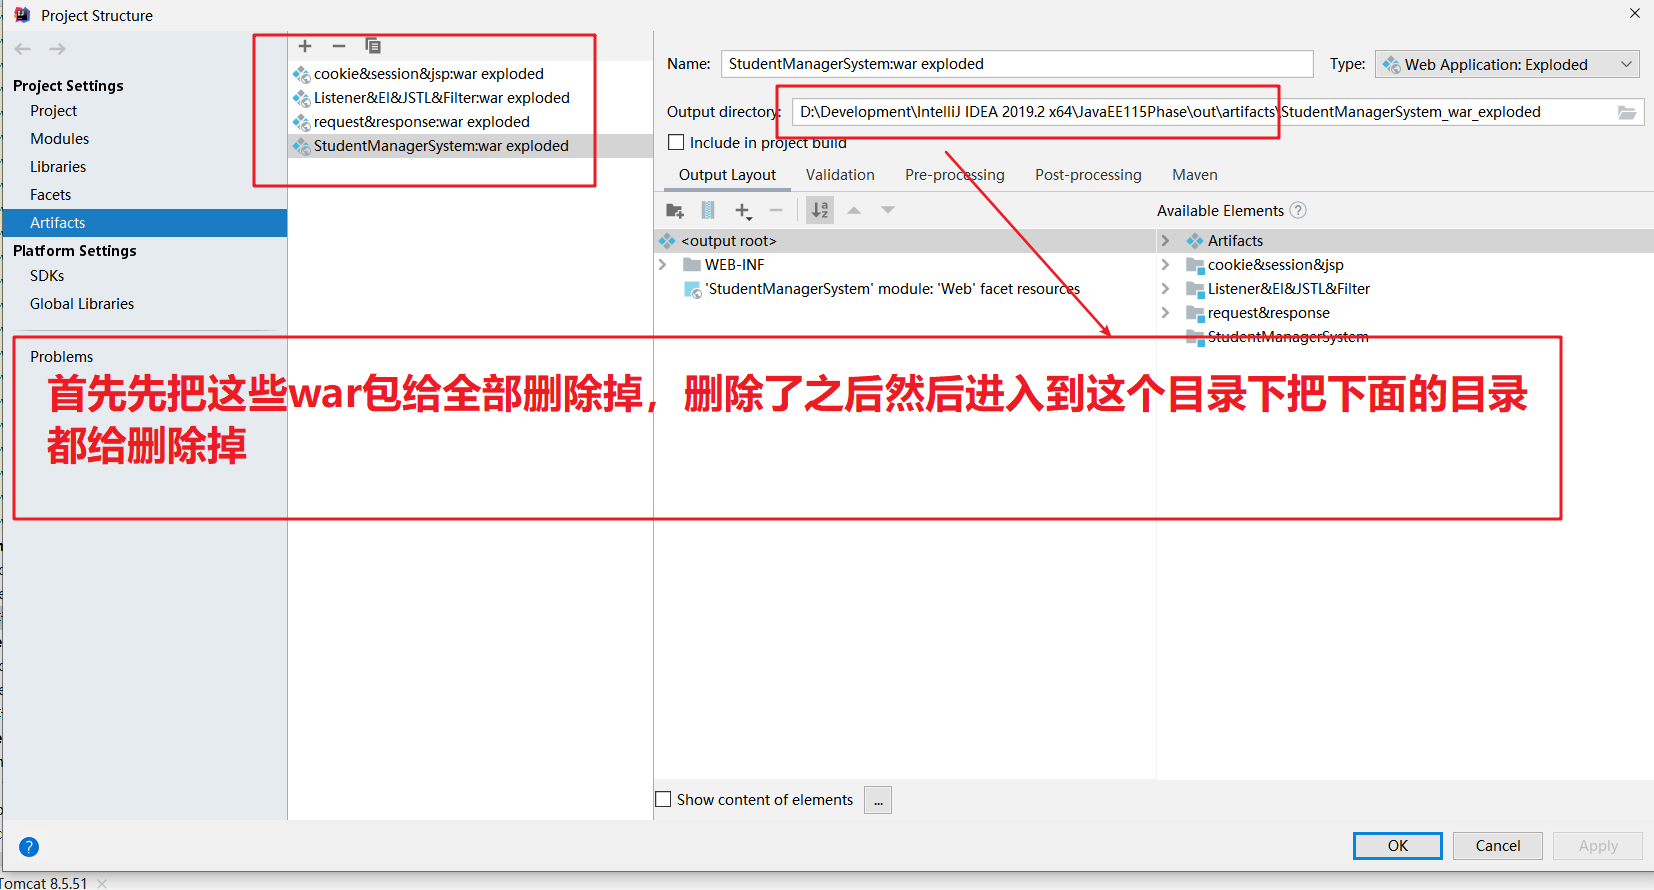 Project Structure
Project Settings
Project
Modules
Libraries
Facets
Artifacts
Platform Settings
SDKs
Global Libraries
Problems
cookie&session&jsp:war exploded
Listener&El&JSTL&Filter:war exploded
request&response:war exploded
StudentManagerSystem:war exploded
Name: StudentManagerSystem:war exploded Type: Web Application: Exploded
Output directory: D:\Development\IntelliJ IDEA 2019.2 x64\JavaEE115Phase\out\artifacts\StudentManagerSystem_war_exploded
Include in project build
Output Layout Validation Pre-processing Post-processing Maven
Available Elements ?
<output root>
WEB-INF
'StudentManagerSystem' module: 'Web' facet resources
Artifacts
cookie&session&jsp
Listener&El&JSTL&Filter
request&response
StudentManagerSystem
首先先把这些war包给全部删除掉，删除了之后然后进入到这个目录下把下面的目录
都给删除掉
Show content of elements ...
? OK Cancel Apply
Tomcat 8.5.51